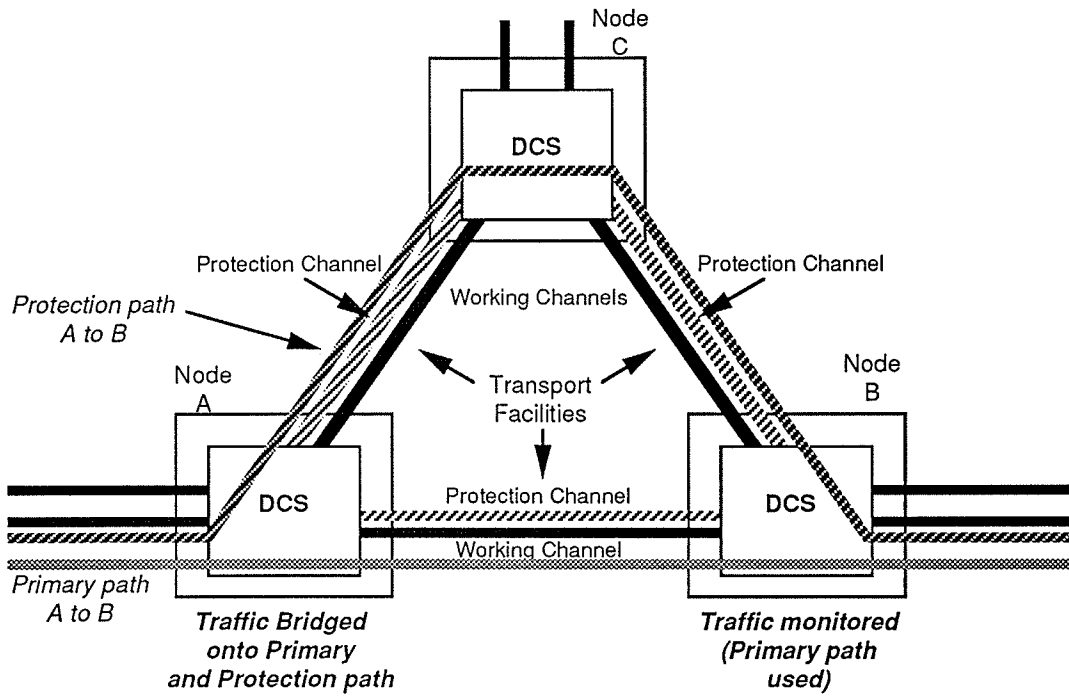 Node
C
DCS
Protection Channel
Protection Channel
Working Channels
Protection path
A to B
Node
A
Transport
Facilities
Node
B
DCS
Protection Channel
DCS
Working Channel
Primary path
A to B
Traffic Bridged
onto Primary
and Protection path
Traffic monitored
(Primary path
used)